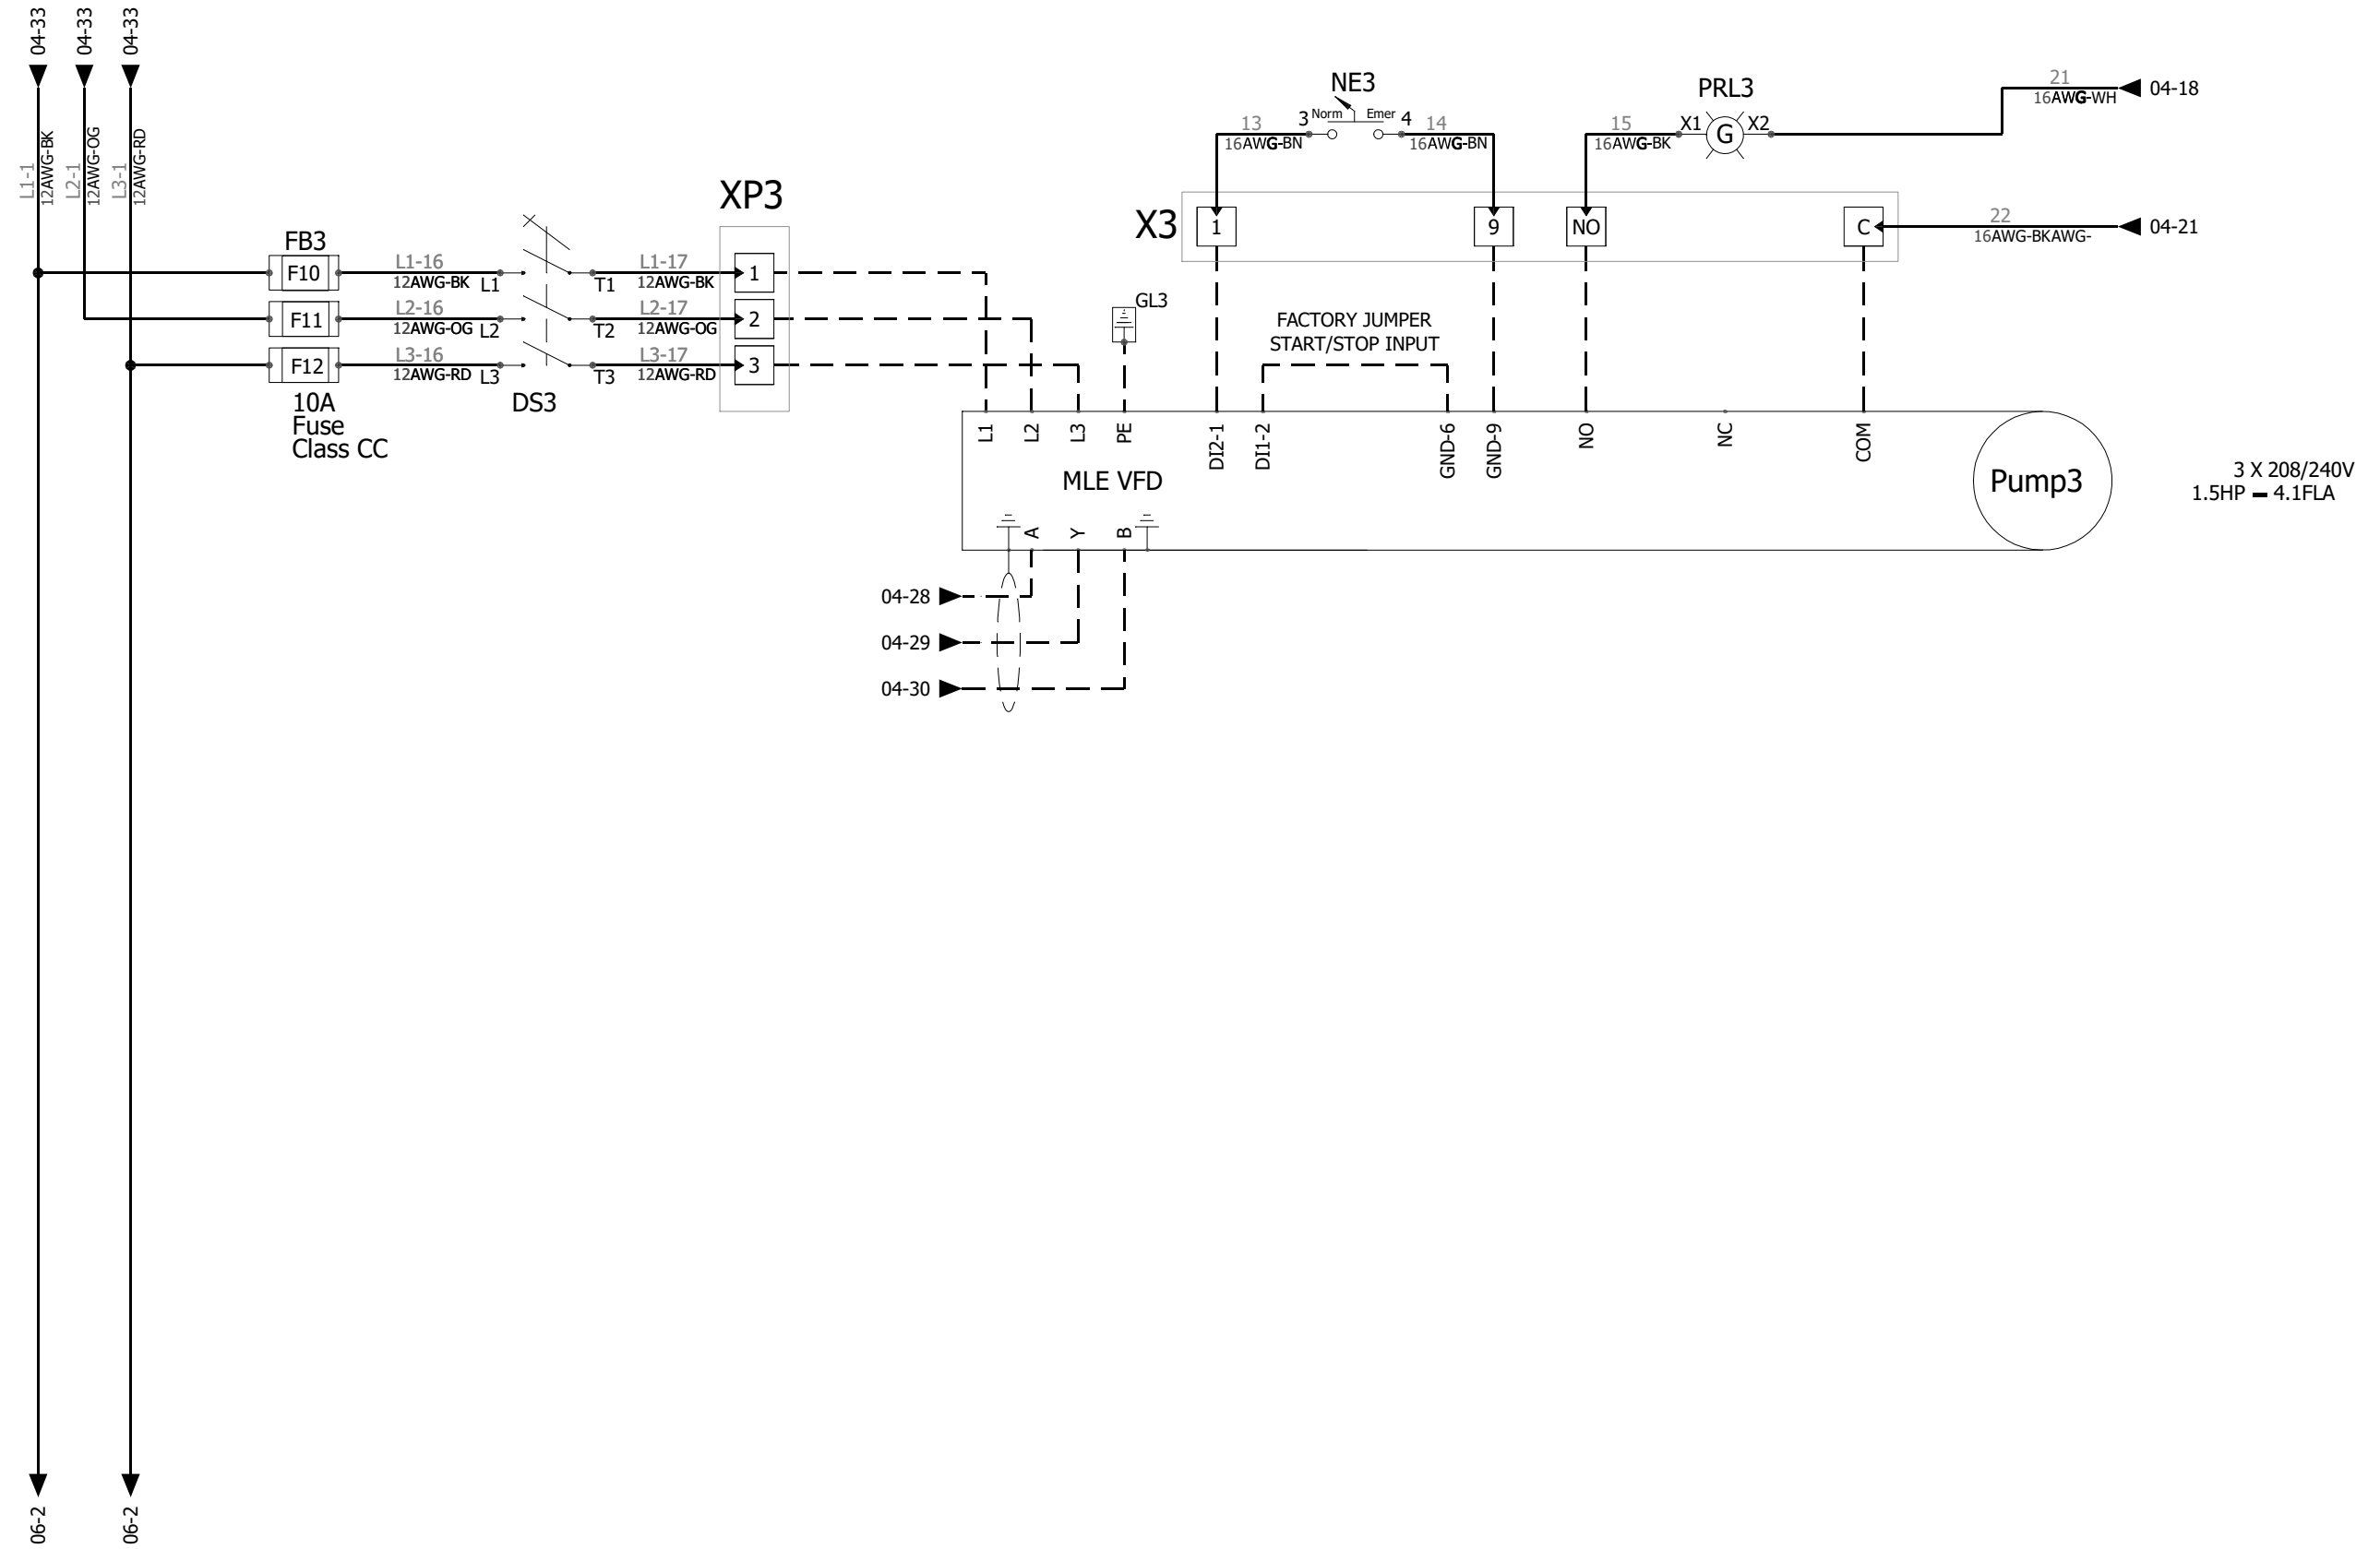 04-33
04-33
04-33
L1-1
12AWG-BK
L2-1
12AWG-OG
L3-1
12AWG-RD
NE3
3 Norm Emer 4
13
16AWG-BN
14
16AWG-BN
PRL3
15
16AWG-BK
X1 G X2
21
16AWG-WH
04-18
X3
1
9
NO
C
22
16AWG-BKAWG-
04-21
XP3
FB3
F10
L1-16
12AWG-BK
L1
T1
L1-17
12AWG-BK
1
F11
L2-16
12AWG-OG
L2
T2
L2-17
12AWG-OG
2
F12
L3-16
12AWG-RD
L3
T3
L3-17
12AWG-RD
3
10A
Fuse
Class CC
DS3
GL3
FACTORY JUMPER
START/STOP INPUT
L1
L2
L3
PE
DI2-1
DI1-2
GND-6
GND-9
NO
NC
COM
MLE VFD
Pump3
3 X 208/240V
1.5HP - 4.1FLA
A
Y
B
04-28
04-29
04-30
06-2
06-2